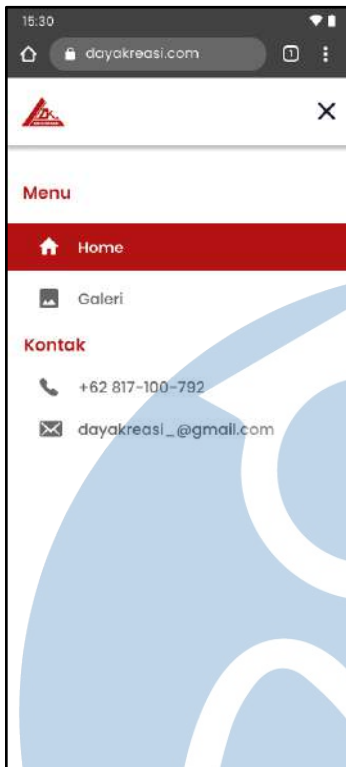 15:30
dayakreasi.com
1
Menu
Home
Galeri
Kontak
+62 817-100-792
dayakreasi_@gmail.com